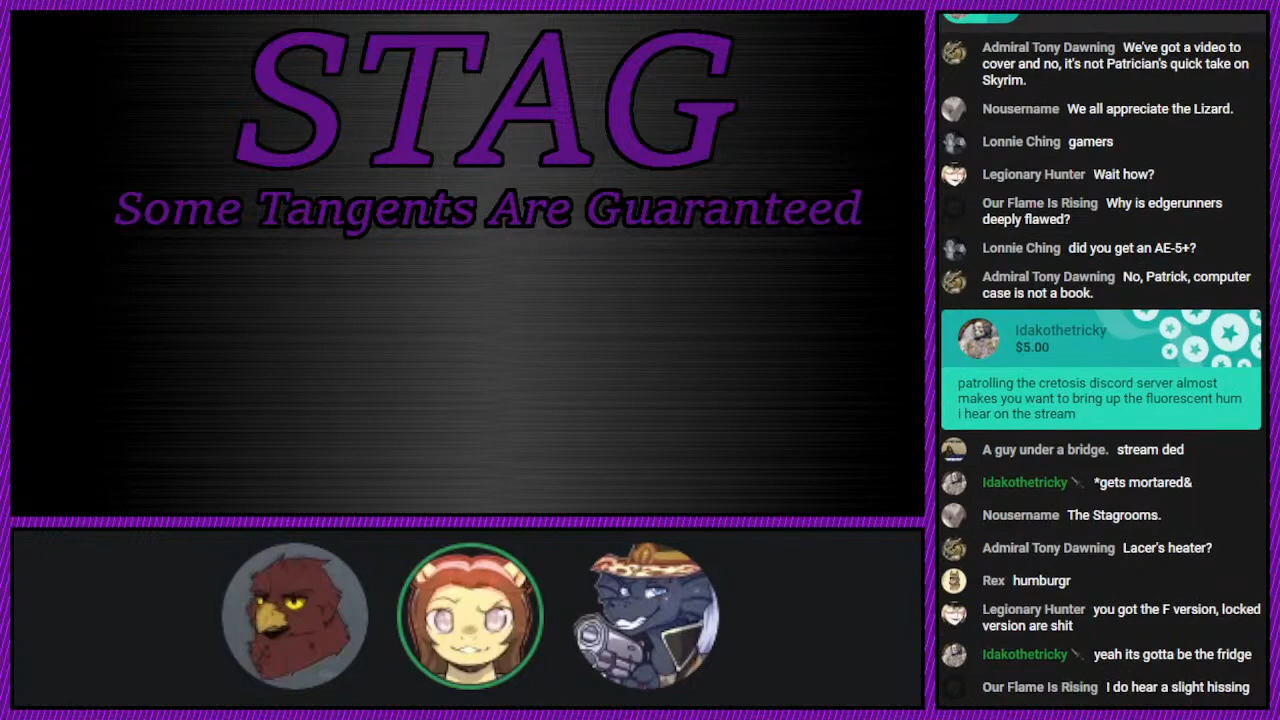 STAG
Some Tangents Are Guaranteed
Admiral Tony Dawning We've got a video to
cover and no, it's not Patrician's quick take on
Skyrim.
Nousername We all appreciate the Lizard.
Lonnie Ching gamers
Legionary Hunter Wait how?
Our Flame Is Rising Why is edgerunners
deeply flawed?
Lonnie Ching did you get an AE-5+?
Admiral Tony Dawning No, Patrick, computer
case is not a book.
Idakothetricky
$5.00
patrolling the cretosis discord server almost
makes you want to bring up the fluorescent hum
i hear on the stream
A guy under a bridge. stream ded
Idakothetricky *gets mortared&
Nousername The Stagrooms.
Admiral Tony Dawning Lacer's heater?
Rex humburgr
Legionary Hunter you got the F version, locked
version are shit
Idakothetricky yeah its gotta be the fridge
Our Flame Is Rising I do hear a slight hissing